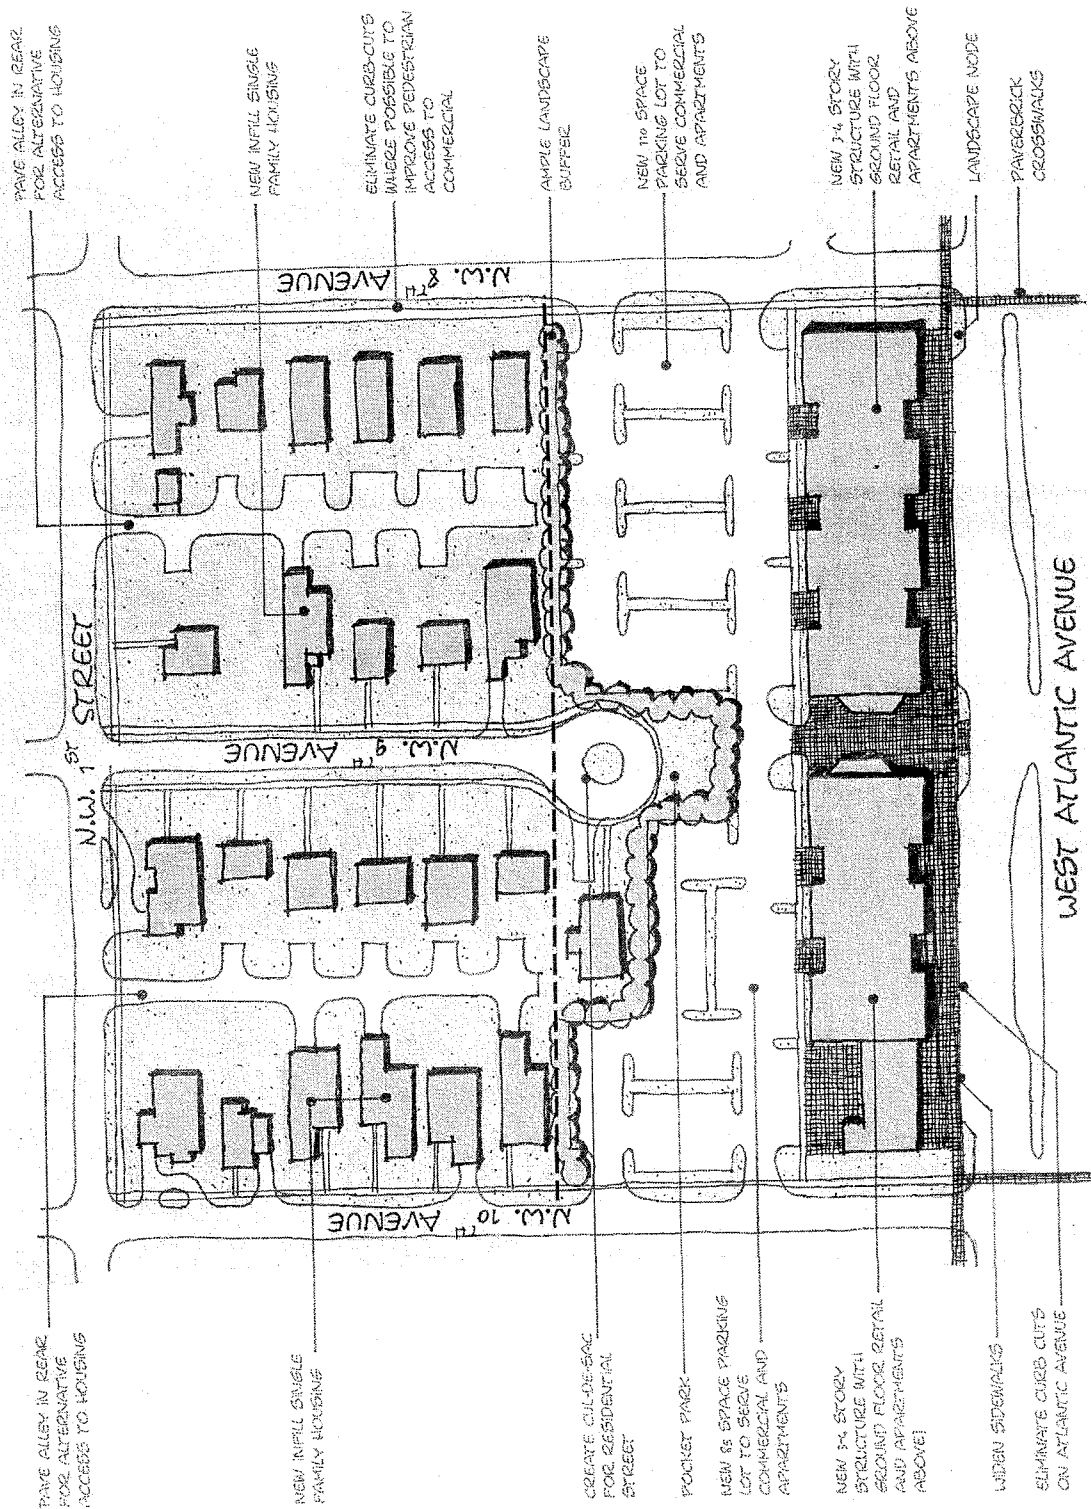 PAVE ALLEY IN REAR
FOR ALTERNATIVE
ACCESS TO HOUSING
NEW INFILL SINGLE
FAMILY HOUSING
ELIMINATE CURB-CUTS
WHERE POSSIBLE TO
IMPROVE PEDESTRIAN
ACCESS TO
COMMERCIAL
AMPLE LANDSCAPE
BUFFER
NEW 110 SPACE
PARKING LOT TO
SERVE COMMERCIAL
AND APARTMENTS
NEW 3-4 STORY
STRUCTURE WITH
GROUND FLOOR
RETAIL AND
APARTMENTS ABOVE
LANDSCAPE NODE
PAVERBRICK
CROSSWALKS
N.W. 8TH
AVENUE
N.W. 1ST STREET
N.W. 9TH AVENUE
N.W. 10TH
AVENUE
WEST ATLANTIC AVENUE
PAVE ALLEY IN REAR
FOR ALTERNATIVE
ACCESS TO HOUSING
NEW INFILL SINGLE
FAMILY HOUSING
CREATE CUL-DE-SAC
FOR RESIDENTIAL
STREET
POCKET PARK
NEW SPACE PARKING
LOT TO SERVE
COMMERCIAL AND
APARTMENTS
NEW 3-4 STORY
STRUCTURE WITH
GROUND FLOOR RETAIL
AND APARTMENTS
ABOVE
WIDEN SIDEWALKS
ELIMINATE CURB CUTS
ON ATLANTIC AVENUE